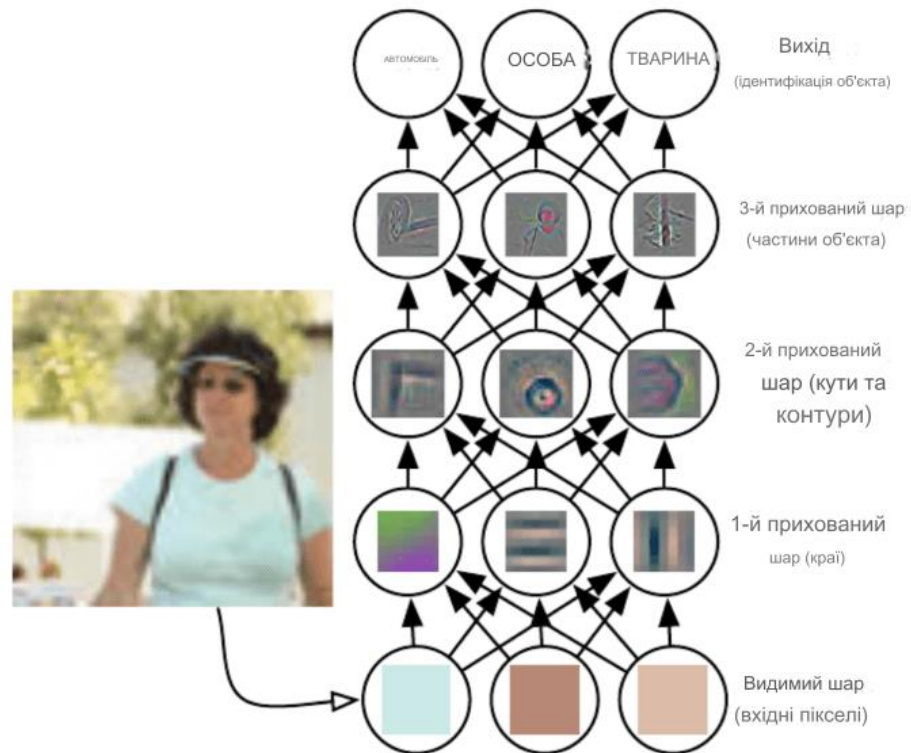 АВТОМОБІЛЬ
ОСОБА
ТВАРИНА
Вихід
(ідентифікація об'єкта)
3-й прихований шар
(частини об'єкта)
2-й прихований
шар (кути та
контури)
1-й прихований
шар (краї)
Видимий шар
(вхідні пікселі)